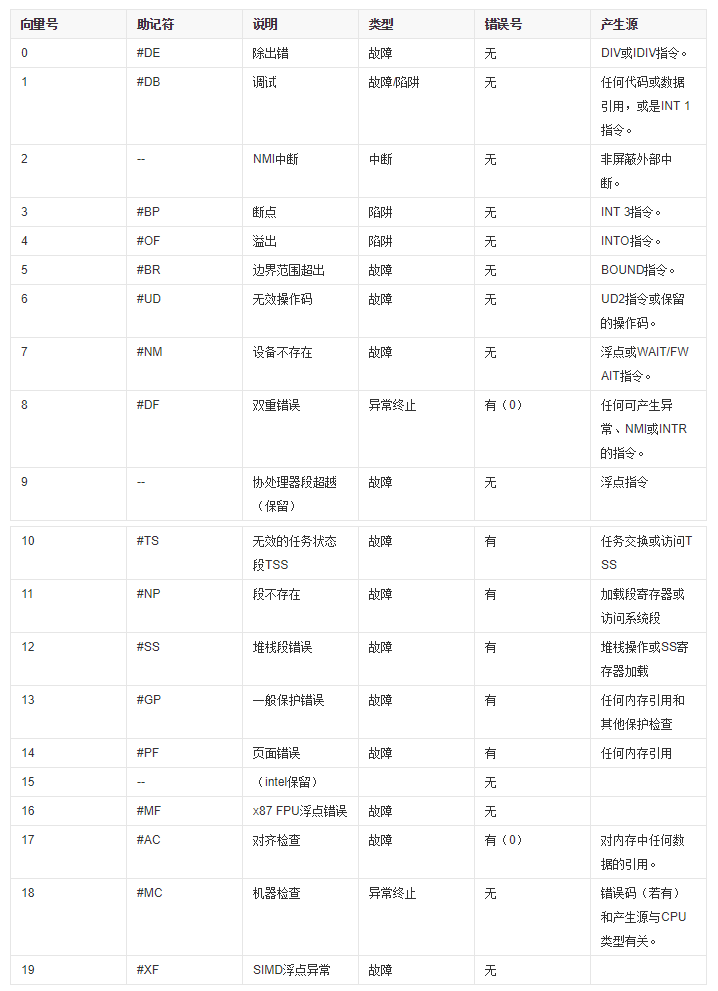 向量号 助记符 说明 类型 错误号 产生源
0 #DE 除出错 故障 无 DIV或IDIV指令。
1 #DB 调试 故障/陷阱 无 任何代码或数据
引用，或是INT 1
指令。
2 -- NMI中断 中断 无 非屏蔽外部中
断。
3 #BP 断点 陷阱 无 INT 3指令。
4 #OF 溢出 陷阱 无 INTO指令。
5 #BR 边界范围超出 故障 无 BOUND指令。
6 #UD 无效操作码 故障 无 UD2指令或保留
的操作码。
7 #NM 设备不存在 故障 无 浮点或WAIT/FW
AIT指令。
8 #DF 双重错误 异常终止 有（0） 任何可产生异
常、NMI或INTR
的指令。
9 -- 协处理器段超越 故障 无 浮点指令
（保留）
10 #TS 无效的任务状态 故障 有 任务交换或访问T
段TSS SS
11 #NP 段不存在 故障 有 加载段寄存器或
访问系统段
12 #SS 堆栈段错误 故障 有 堆栈操作或SS寄
存器加载
13 #GP 一般保护错误 故障 有 任何内存引用和
其他保护检查
14 #PF 页面错误 故障 有 任何内存引用
15 -- （intel保留） 无
16 #MF x87 FPU浮点错误 故障 无
17 #AC 对齐检查 故障 有（0） 对内存中任何数
据的引用。
18 #MC 机器检查 异常终止 无 错误码（若有）
和产生源与CPU
类型有关。
19 #XF SIMD浮点异常 故障 无